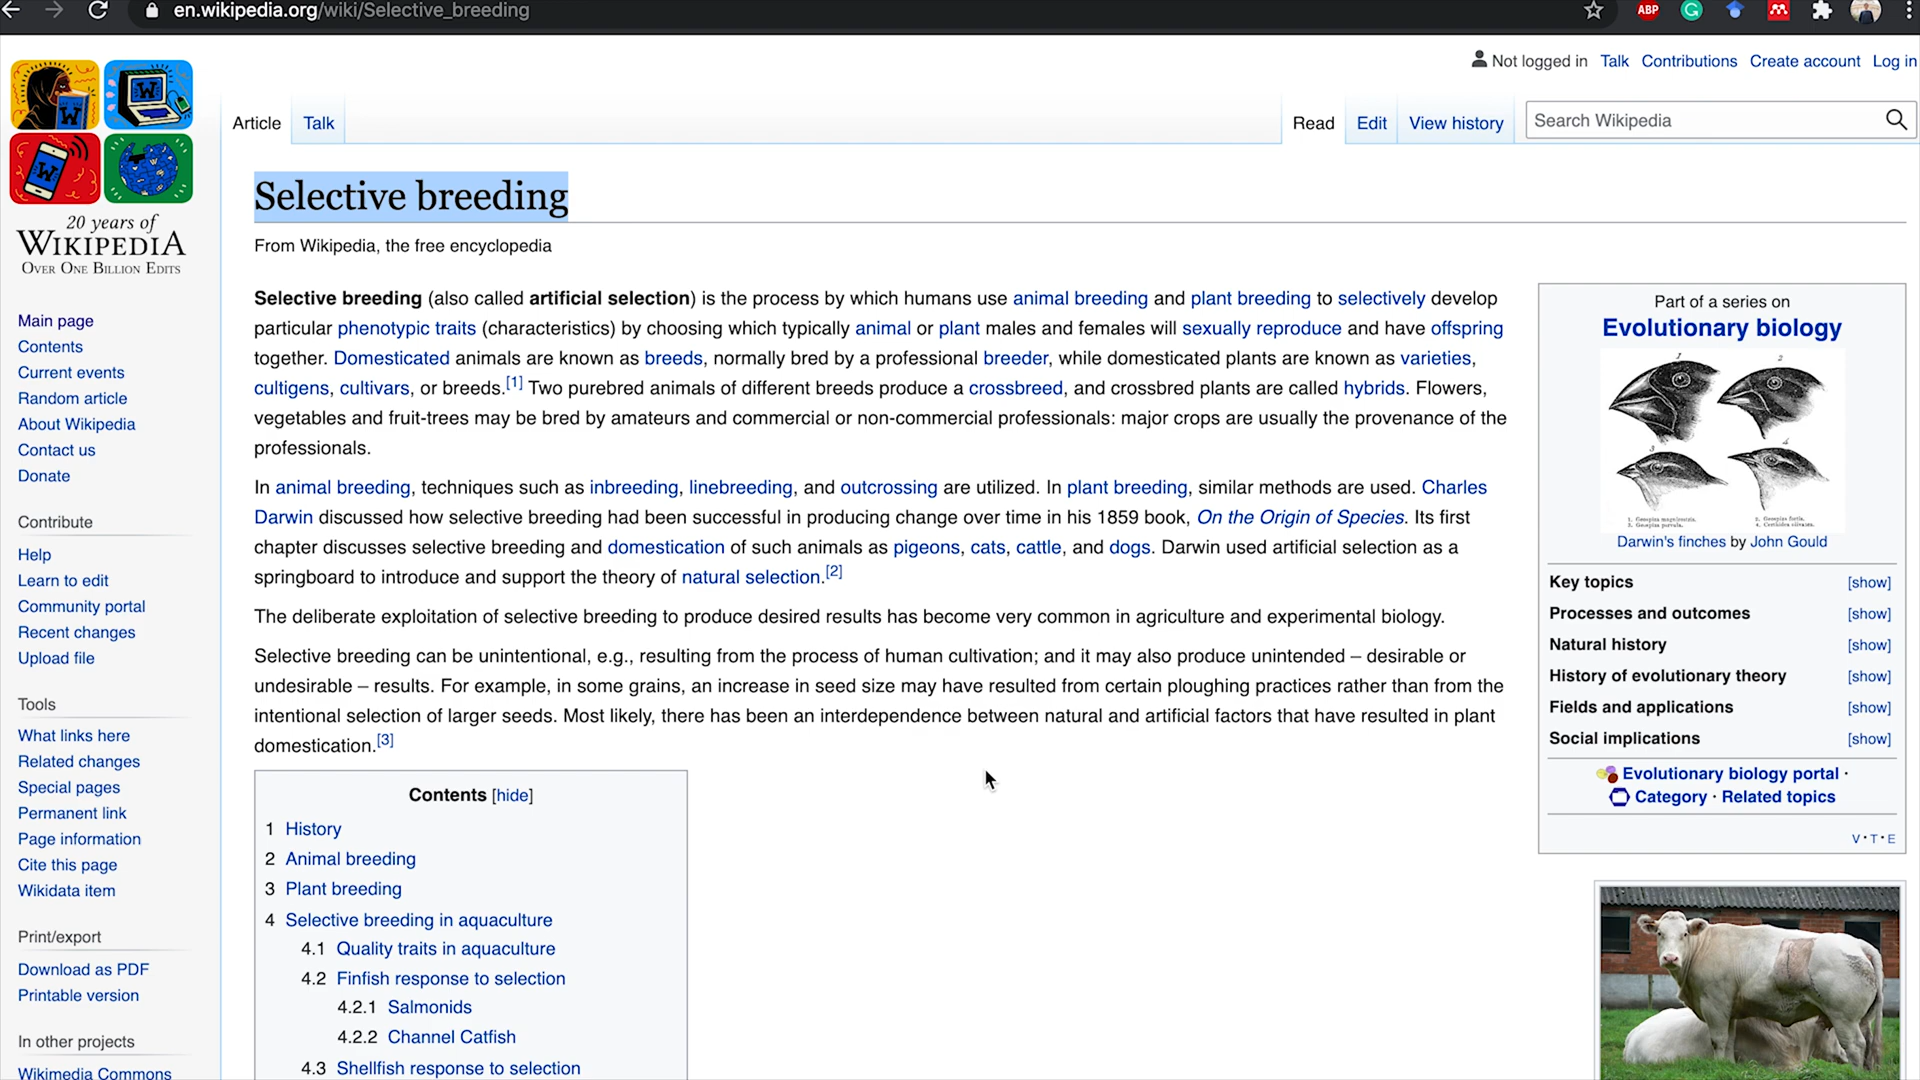 en.wikipedia.org/wiki/Selective_breeding
ABP
Not logged in Talk Contributions Create account Log in
Article Talk
Read Edit View history
Search Wikipedia
20 years of
WIKIPEDIA
OVER ONE BILLION EDITS
Main page
Contents
Current events
Random article
About Wikipedia
Contact us
Donate
Contribute
Help
Learn to edit
Community portal
Recent changes
Upload file
Tools
What links here
Related changes
Special pages
Permanent link
Page information
Cite this page
Wikidata item
Print/export
Download as PDF
Printable version
In other projects
Wikimedia Commons
Selective breeding
From Wikipedia, the free encyclopedia
Selective breeding (also called artificial selection) is the process by which humans use animal breeding and plant breeding to selectively develop
particular phenotypic traits (characteristics) by choosing which typically animal or plant males and females will sexually reproduce and have offspring
together. Domesticated animals are known as breeds, normally bred by a professional breeder, while domesticated plants are known as varieties,
cultigens, cultivars, or breeds.[1] Two purebred animals of different breeds produce a crossbreed, and crossbred plants are called hybrids. Flowers,
vegetables and fruit-trees may be bred by amateurs and commercial or non-commercial professionals: major crops are usually the provenance of the
professionals.
In animal breeding, techniques such as inbreeding, linebreeding, and outcrossing are utilized. In plant breeding, similar methods are used. Charles
Darwin discussed how selective breeding had been successful in producing change over time in his 1859 book, On the Origin of Species. Its first
chapter discusses selective breeding and domestication of such animals as pigeons, cats, cattle, and dogs. Darwin used artificial selection as a
springboard to introduce and support the theory of natural selection.[2]
The deliberate exploitation of selective breeding to produce desired results has become very common in agriculture and experimental biology.
Selective breeding can be unintentional, e.g., resulting from the process of human cultivation; and it may also produce unintended – desirable or
undesirable – results. For example, in some grains, an increase in seed size may have resulted from certain ploughing practices rather than from the
intentional selection of larger seeds. Most likely, there has been an interdependence between natural and artificial factors that have resulted in plant
domestication.[3]
Contents [hide]
1 History
2 Animal breeding
3 Plant breeding
4 Selective breeding in aquaculture
4.1 Quality traits in aquaculture
4.2 Finfish response to selection
4.2.1 Salmonids
4.2.2 Channel Catfish
4.3 Shellfish response to selection
Part of a series on
Evolutionary biology
1 2
3 4
1. Geospiza magnirostris. 2. Geospiza fortis.
3. Geospiza parvula. 4. Certhidea olivacea.
Darwin's finches by John Gould
Key topics [show]
Processes and outcomes [show]
Natural history [show]
History of evolutionary theory [show]
Fields and applications [show]
Social implications [show]
Evolutionary biology portal ·
Category · Related topics
V · T · E